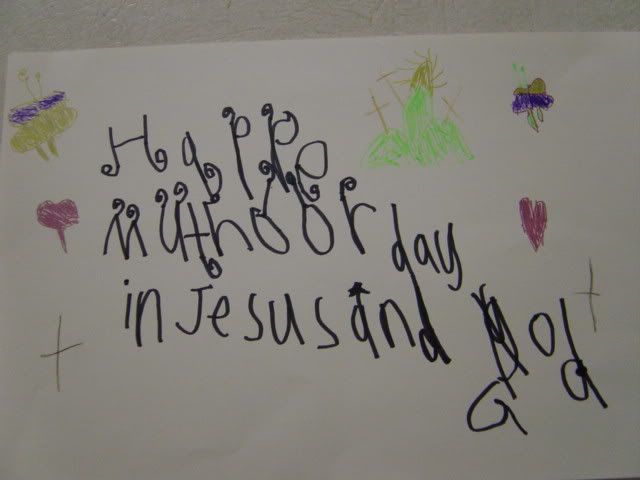 Happe
muthoor day
in Jesus and God